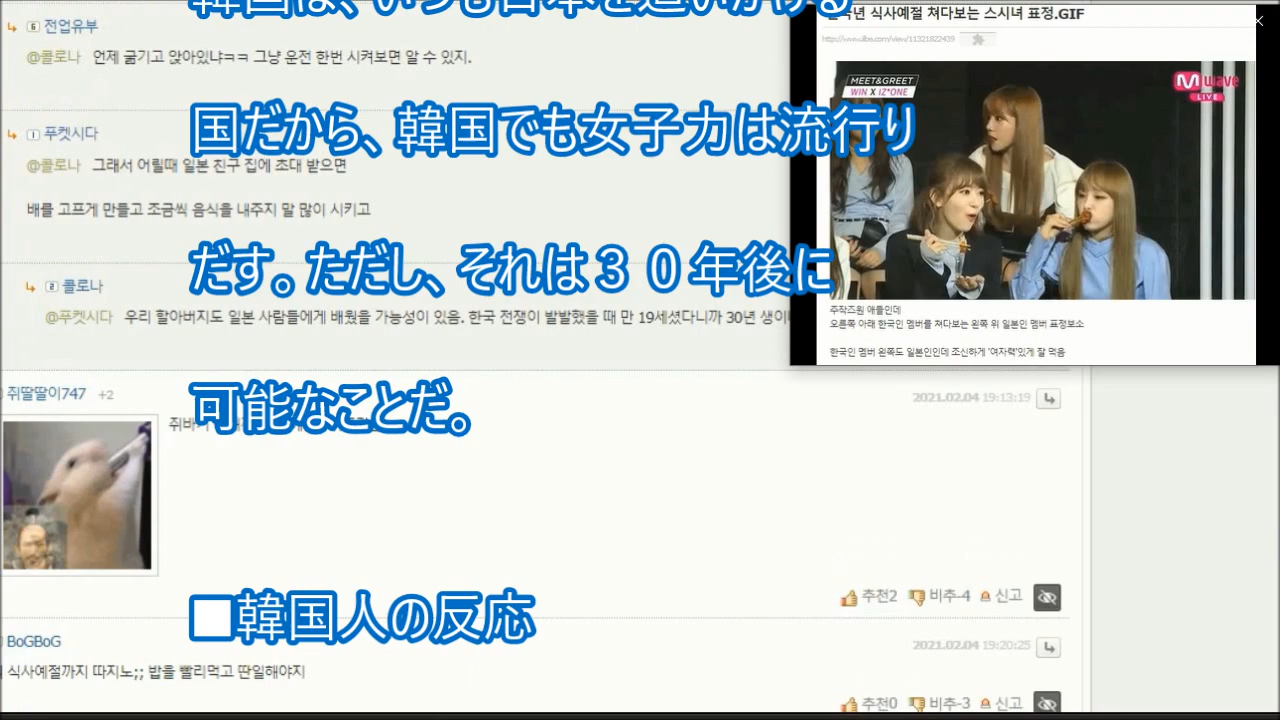 韓国は、いつも日本を追いかける
国だから、韓国でも女子力は流行り
だす。ただし、それは３０年後に
可能なことだ。
■韓国人の反応
6 전업유부
@콜로나 언제 굶기고 앉아있냐ㅋㅋ 그냥 운전 한번 시켜보면 알 수 있지.
1 푸켓시다
@콜로나 그래서 어릴때 일본 친구 집에 초대 받으면
배를 고프게 만들고 조금씩 음식을 내주지 말 많이 시키고
2 콜로나
@푸켓시다 우리 할아버지도 일본 사람들에게 배웠을 가능성이 있음. 한국 전쟁이 발발했을 때 만 19세셨다니까 30년 생이
쥐딸딸이747 +2
2021.02.04 19:13:19
쥐바
추천2 비추-4 신고
BoGBoG
2021.02.04 19:20:25
식사예절까지 따지노;; 밥을 빨리먹고 딴일해야지
추천0 비추-3 신고
식사예절 쳐다보는 스시녀 표정.GIF
http://www.ilbe.com/view/11321822439
MEET&GREET
WIN X IZ*ONE
M wave
LIVE
주작즈원 애들인데
오른쪽 아래 한국인 멤버를 쳐다보는 왼쪽 위 일본인 멤버 표정보소
한국인 멤버 왼쪽도 일본인인데 조신하게 '여자력'있게 잘 먹음